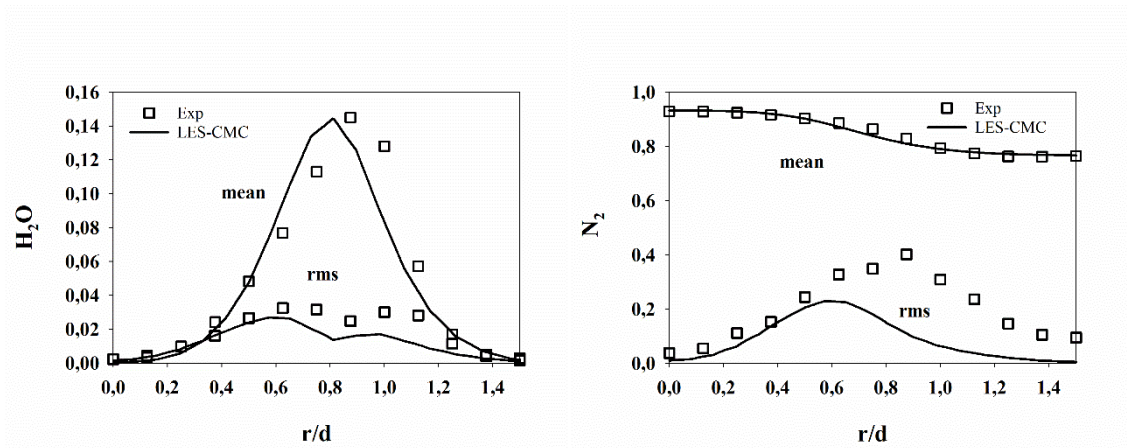 0,16
0,14
0,12
0,10
0,08
0,06
0,04
0,02
0,00
H₂O
Exp
LES-CMC
mean
rms
0,0 0,2 0,4 0,6 0,8 1,0 1,2 1,4
r/d
1,0
0,8
0,6
0,4
0,2
0,0
N₂
Exp
LES-CMC
mean
rms
0,0 0,2 0,4 0,6 0,8 1,0 1,2 1,4
r/d